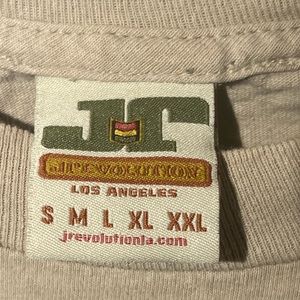 JR
JREVOLUTION
LOS ANGELES
S M L XL XXL
jrevolutionla.com